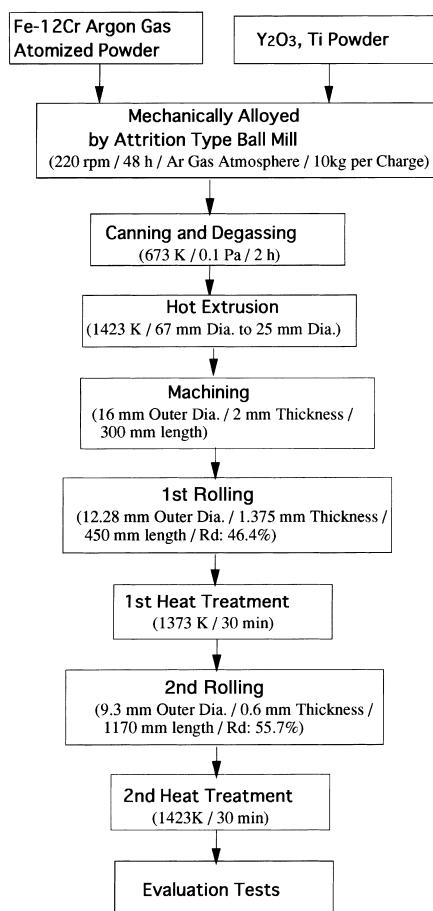 Fe-12Cr Argon Gas
Atomized Powder
Y2O3, Ti Powder
Mechanically Alloyed
by Attrition Type Ball Mill
(220 rpm / 48 h / Ar Gas Atmosphere / 10kg per Charge)
Canning and Degassing
(673 K / 0.1 Pa / 2 h)
Hot Extrusion
(1423 K / 67 mm Dia. to 25 mm Dia.)
Machining
(16 mm Outer Dia. / 2 mm Thickness /
300 mm length)
1st Rolling
(12.28 mm Outer Dia. / 1.375 mm Thickness /
450 mm length / Rd: 46.4%)
1st Heat Treatment
(1373 K / 30 min)
2nd Rolling
(9.3 mm Outer Dia. / 0.6 mm Thickness /
1170 mm length / Rd: 55.7%)
2nd Heat Treatment
(1423K / 30 min)
Evaluation Tests